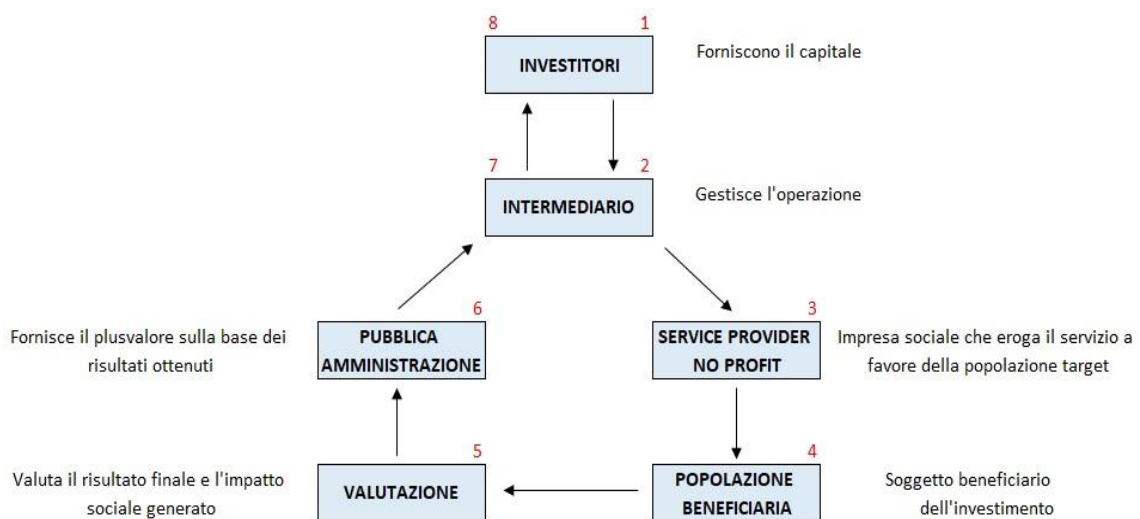 8 1
INVESTITORI
Forniscono il capitale
7 2
INTERMEDIARIO
Gestisce l'operazione
6
PUBBLICA
AMMINISTRAZIONE
Fornisce il plusvalore sulla base dei
risultati ottenuti
3
SERVICE PROVIDER
NO PROFIT
Impresa sociale che eroga il servizio a
favore della popolazione target
5
VALUTAZIONE
Valuta il risultato finale e l'impatto
sociale generato
4
POPOLAZIONE
BENEFICIARIA
Soggetto beneficiario
dell'investimento